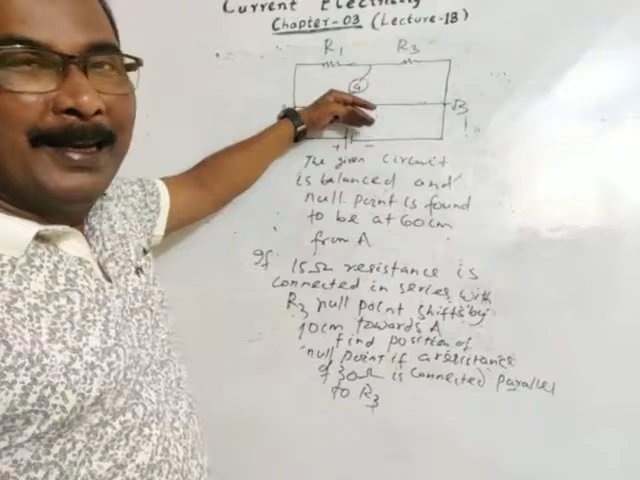 Current Electricity
Chapter-03 (Lecture-18)
R1 R3
G
B
+ -
The given circuit
is balanced and
null point is found
to be at 60cm
from A
If 15Ω resistance is
connected in series with
R3 null point shifts by
10cm towards A
find position of
null point if a resistance
of 30Ω is connected parallel
to R3